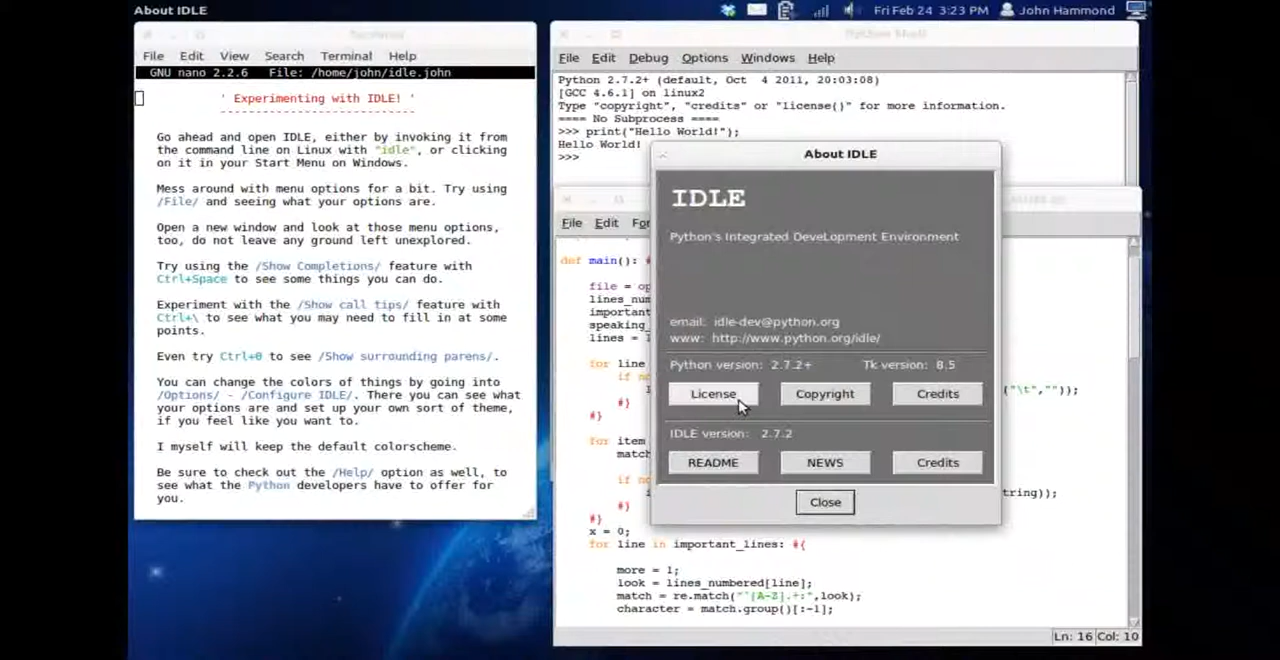 About IDLE
Fri Feb 24 3:23 PM John Hammond
File Edit View Search Terminal Help
GNU nano 2.2.6 File: /home/john/idle.john
' Experimenting with IDLE! '
---------------------------
Go ahead and open IDLE, either by invoking it from
the command line on Linux with "idle", or clicking
on it in your Start Menu on Windows.
Mess around with menu options for a bit. Try using
/File/ and seeing what your options are.
Open a new window and look at those menu options,
too, do not leave any ground left unexplored.
Try using the /Show Completions/ feature with
Ctrl+Space to see some things you can do.
Experiment with the /Show call tips/ feature with
Ctrl+\ to see what you may need to fill in at some
points.
Even try Ctrl+0 to see /Show surrounding parens/.
You can change the colors of things by going into
/Options/ - /Configure IDLE/. There you can see what
your options are and set up your own sort of theme,
if you feel like you want to.
I myself will keep the default colorscheme.
Be sure to check out the /Help/ option as well, to
see what the Python developers have to offer for
you.
Python Shell
File Edit Debug Options Windows Help
Python 2.7.2+ (default, Oct  4 2011, 20:03:08)
[GCC 4.6.1] on linux2
Type "copyright", "credits" or "license()" for more information.
==== No Subprocess ====
>>> print("Hello World!");
Hello World!
>>>
About IDLE
IDLE
Python's Integrated DeveLopment Environment
email: idle-dev@python.org
www: http://www.python.org/idle/
Python version: 2.7.2+ Tk version: 8.5
License Copyright Credits
IDLE version: 2.7.2
README NEWS Credits
Close
File Edit
def main():
file =
lines
lines =
for line
("\t",""));
#}
#}
for item
#}
#}
x = 0;
for line in important_lines: #{
more = 1;
look = lines_numbered[line];
match = re.match("^[A-Z].+:",look);
character = match.group()[:-1];
Ln: 16 Col: 10